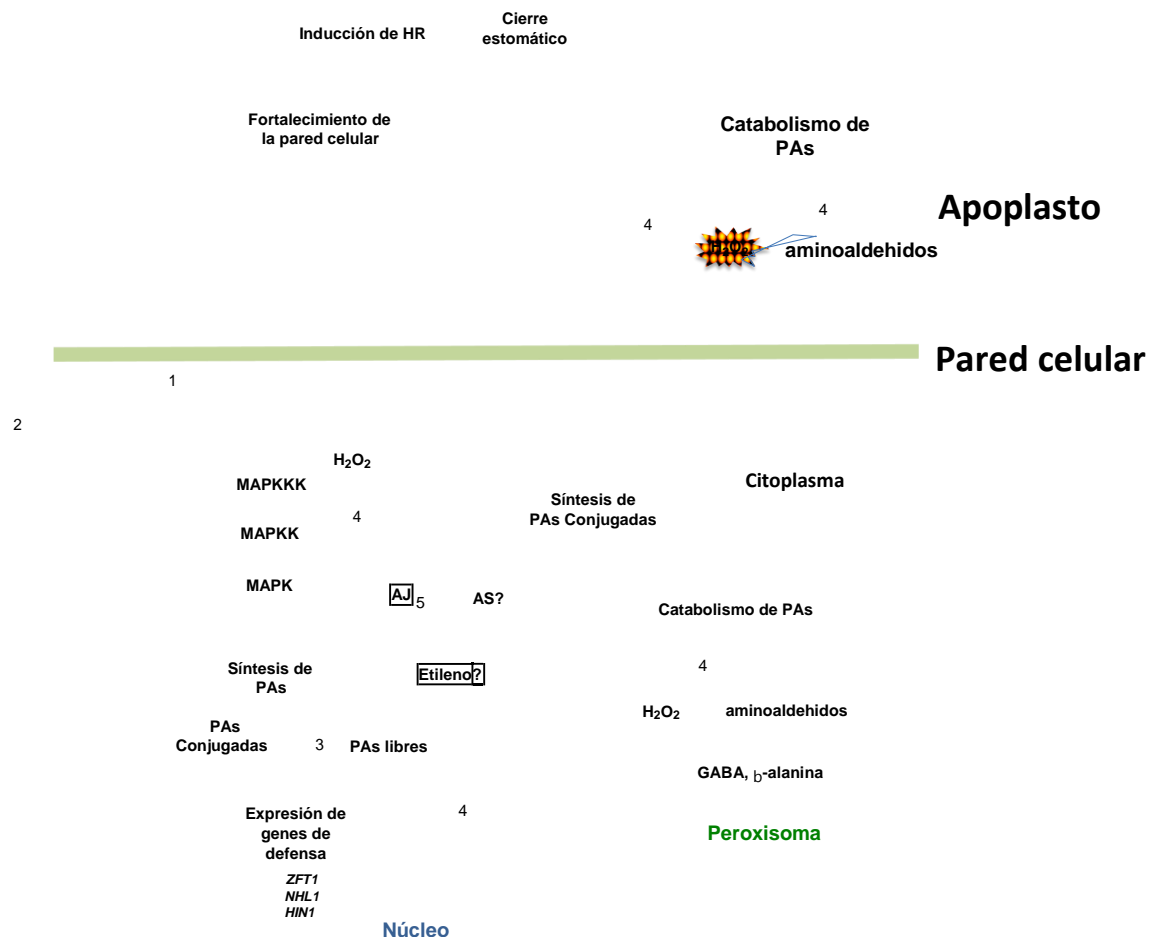 Inducción de HR
Cierre
estomático
Fortalecimiento de
la pared celular
Catabolismo de
PAs
4
4
Apoplasto
H₂O₂
aminoaldehidos
Pared celular
1
2
H₂O₂
MAPKKK
Citoplasma
Síntesis de
PAs Conjugadas
4
MAPKK
MAPK
AJ
5
AS?
Catabolismo de PAs
Síntesis de
PAs
Etileno?
4
H₂O₂
aminoaldehidos
PAs
Conjugadas
3
PAs libres
GABA, b-alanina
Expresión de
genes de
defensa
4
Peroxisoma
ZFT1
NHL1
HIN1
Núcleo